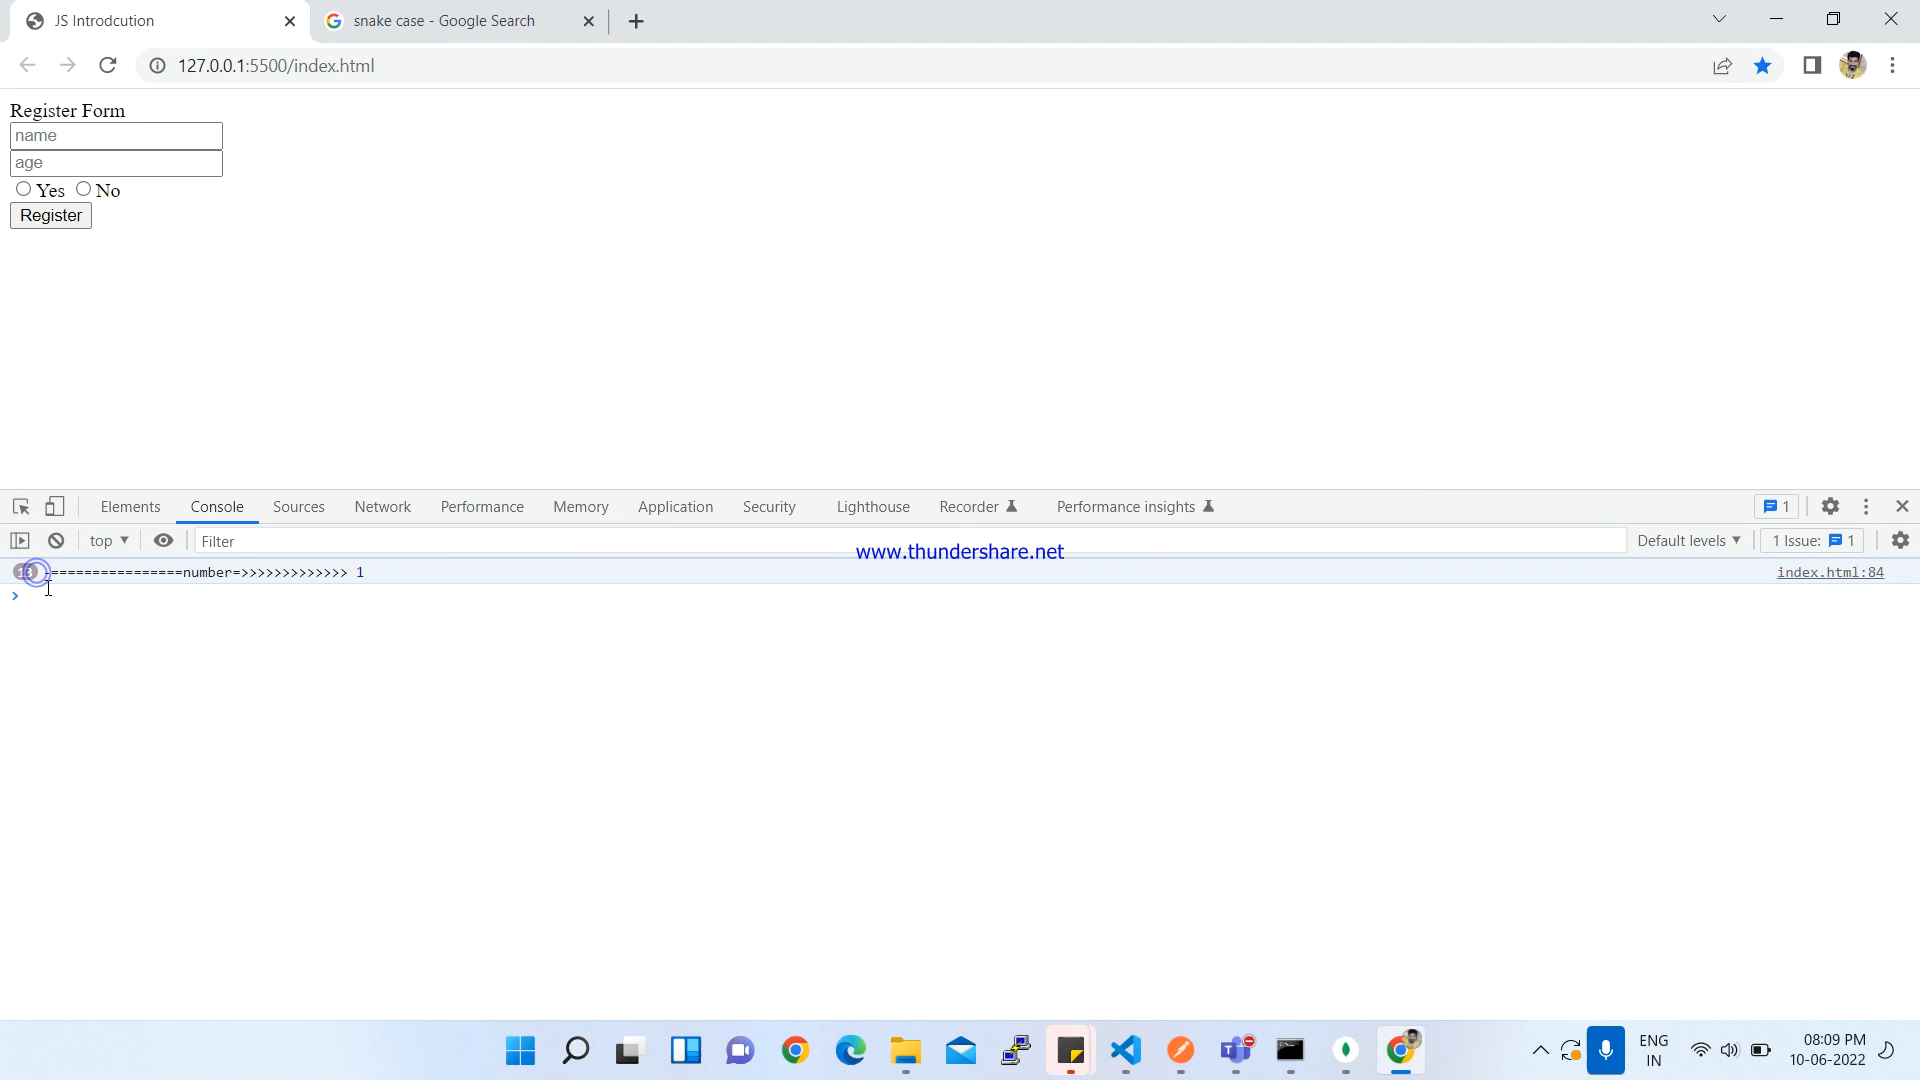 JS Introdcution
snake case - Google Search
127.0.0.1:5500/index.html
Register Form
name
age
Yes No
Register
Elements Console Sources Network Performance Memory Application Security Lighthouse Recorder Performance insights 1
top Filter Default levels 1 Issue: 1
www.thundershare.net
================number=>>>>>>>>>>>>> 1 index.html:84
ENG
IN
08:09 PM
10-06-2022